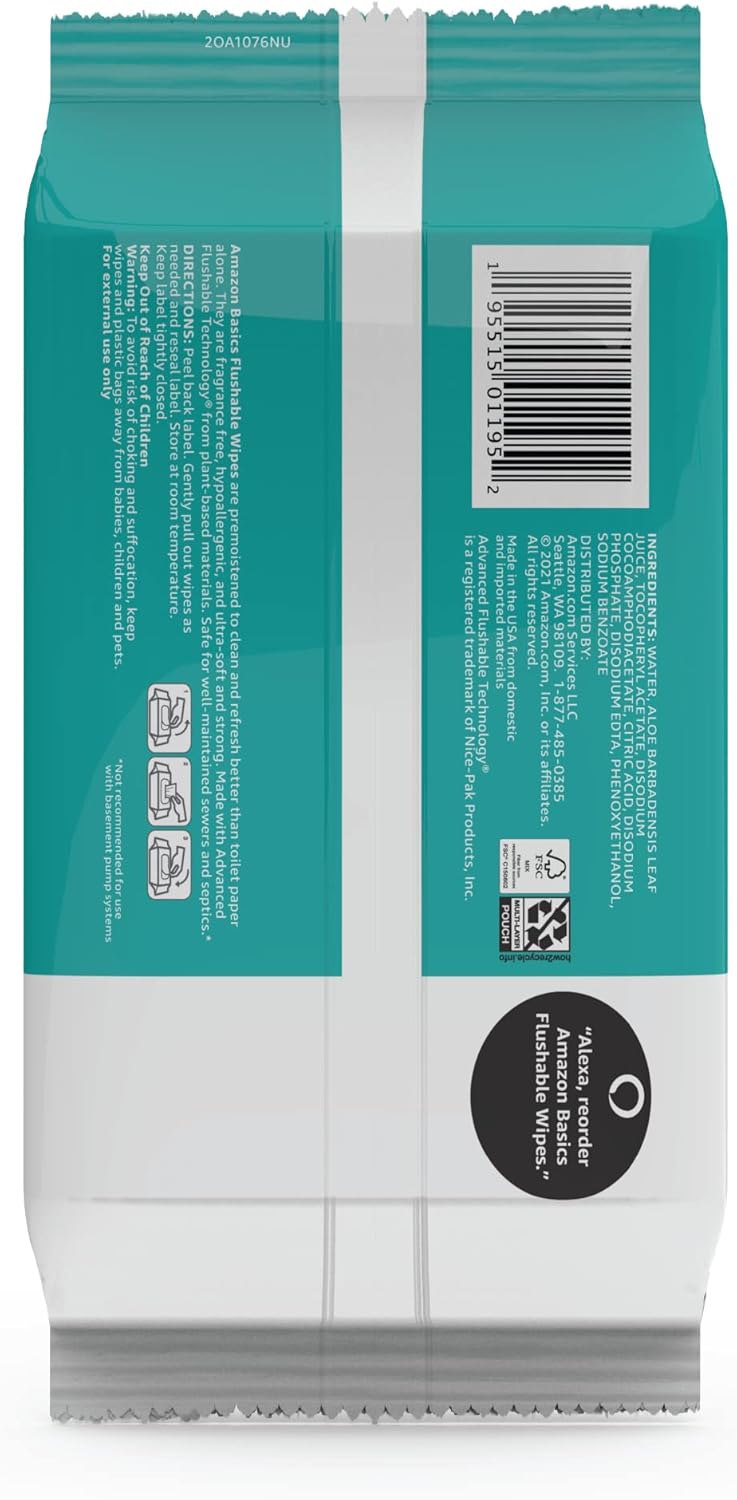 2OA1076NU
Amazon Basics Flushable Wipes are premoistened to clean and refresh better than toilet paper
alone. They are fragrance free, hypoallergenic, and ultra-soft and strong. Made with Advanced
Flushable Technology® from plant-based materials. Safe for well-maintained sewers and septics.*
DIRECTIONS: Peel back label. Gently pull out wipes as
needed and reseal label. Store at room temperature.
Keep label tightly closed.
Keep Out of Reach of Children
Warning: To avoid risk of choking and suffocation, keep
wipes and plastic bags away from babies, children and pets.
For external use only
1
2
3
*Not recommended for use
with basement pump systems
1 95515 01195 2
INGREDIENTS: WATER, ALOE BARBADENSIS LEAF
JUICE, TOCOPHERYL ACETATE, DISODIUM
COCOAMPHODIACETATE, CITRIC ACID, DISODIUM
PHOSPHATE, DISODIUM EDTA, PHENOXYETHANOL,
SODIUM BENZOATE
DISTRIBUTED BY:
Amazon.com Services LLC
Seattle, WA 98109  1-877-485-0385
© 2021 Amazon.com, Inc. or its affiliates.
All rights reserved.
Made in the USA from domestic
and imported materials
Advanced Flushable Technology®
is a registered trademark of Nice-Pak Products, Inc.
FSC
MIX
Fiber from
responsible sources
FSC® C150802
MULTI-LAYER
POUCH
how2recycle.info
"Alexa, reorder
Amazon Basics
Flushable Wipes."